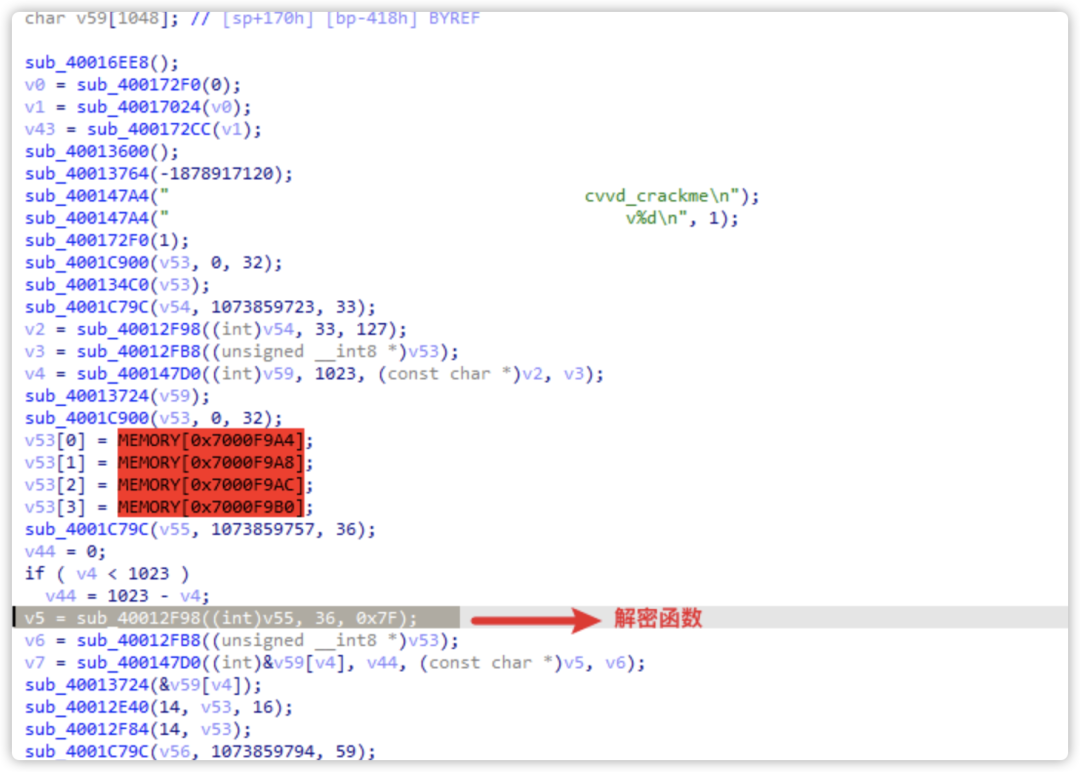 char v59[1048]; // [sp+170h] [bp-418h] BYREF
sub_40016EE8();
v0 = sub_400172F0(0);
v1 = sub_40017024(v0);
v43 = sub_400172CC(v1);
sub_40013600();
sub_40013764(-1878917120);
sub_400147A4("                                        cvvd_crackme\n");
sub_400147A4("                                            v%d\n", 1);
sub_400172F0(1);
sub_4001C900(v53, 0, 32);
sub_400134C0(v53);
sub_4001C79C(v54, 1073859723, 33);
v2 = sub_40012F98((int)v54, 33, 127);
v3 = sub_40012FB8((unsigned __int8 *)v53);
v4 = sub_400147D0((int)v59, 1023, (const char *)v2, v3);
sub_40013724(v59);
sub_4001C900(v53, 0, 32);
v53[0] = MEMORY[0x7000F9A4];
v53[1] = MEMORY[0x7000F9A8];
v53[2] = MEMORY[0x7000F9AC];
v53[3] = MEMORY[0x7000F9B0];
sub_4001C79C(v55, 1073859757, 36);
v44 = 0;
if ( v4 < 1023 )
v44 = 1023 - v4;
v5 = sub_40012F98((int)v55, 36, 0x7F); 解密函数
v6 = sub_40012FB8((unsigned __int8 *)v53);
v7 = sub_400147D0((int)&v59[v4], v44, (const char *)v5, v6);
sub_40013724(&v59[v4]);
sub_40012E40(14, v53, 16);
sub_40012F84(14, v53);
sub_4001C79C(v56, 1073859794, 59);